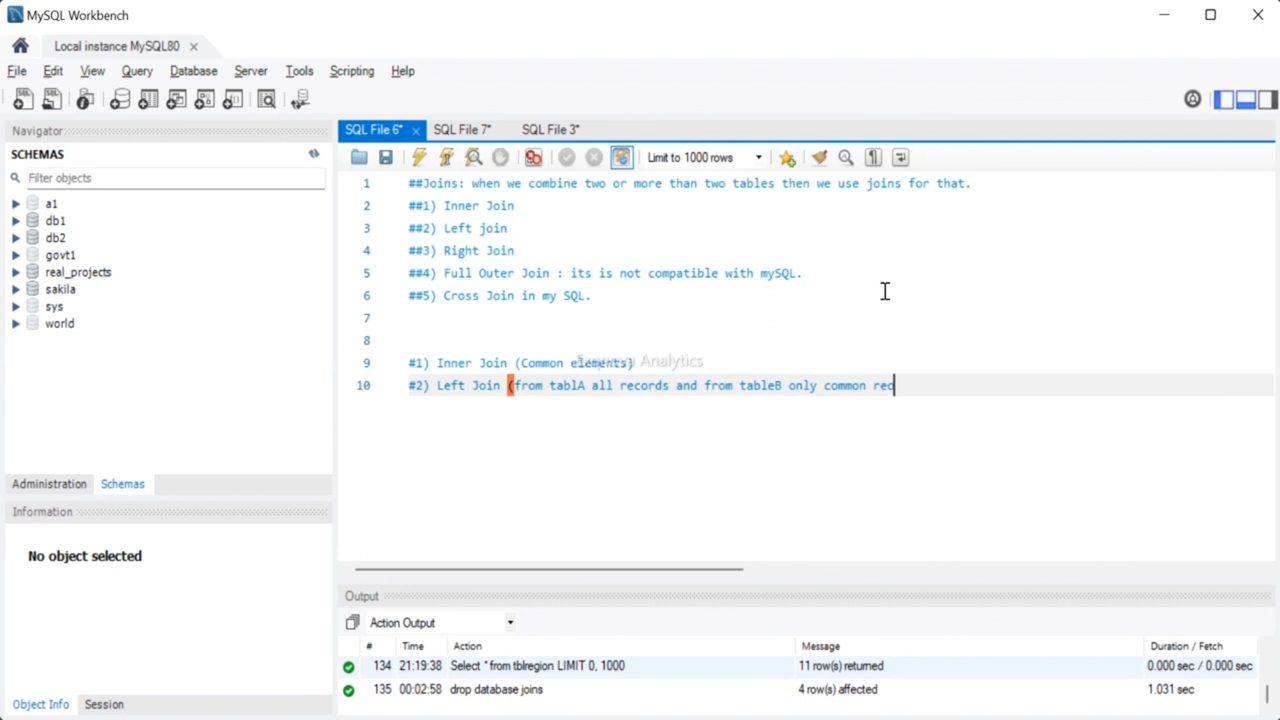 MySQL Workbench
Local instance MySQL80
File Edit View Query Database Server Tools Scripting Help
Navigator
SCHEMAS
Filter objects
a1
db1
db2
govt1
real_projects
sakila
sys
world
Administration Schemas
Information
No object selected
Object Info Session
SQL File 6* SQL File 7* SQL File 3*
Limit to 1000 rows
1 ##Joins: when we combine two or more than two tables then we use joins for that.
2 ##1) Inner Join
3 ##2) Left join
4 ##3) Right Join
5 ##4) Full Outer Join : its is not compatible with mySQL.
6 ##5) Cross Join in my SQL.
7
8
9 #1) Inner Join (Common elements)
10 #2) Left Join (from tablA all records and from tableB only common rec
Analytics
Output
Action Output
# Time Action Message Duration / Fetch
134 21:19:38 Select * from tblregion LIMIT 0, 1000 11 row(s) returned 0.000 sec / 0.000 sec
135 00:02:58 drop database joins 4 row(s) affected 1.031 sec